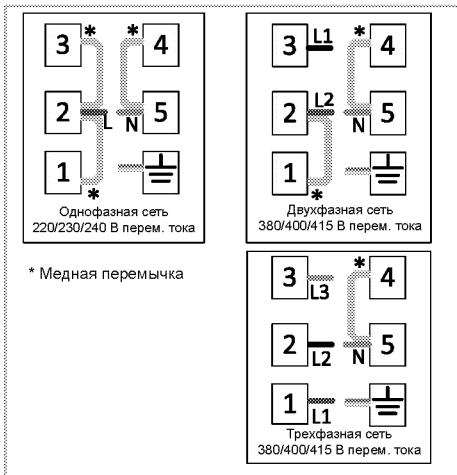 3 * * 4
2 L N 5
1 *
Однофазная сеть
220/230/240 В перем. тока
3 L1 * 4
2 L2 N 5
1 *
Двухфазная сеть
380/400/415 В перем. тока
* Медная перемычка
3 L3 * 4
2 L2 N 5
1 L1
Трехфазная сеть
380/400/415 В перем. тока